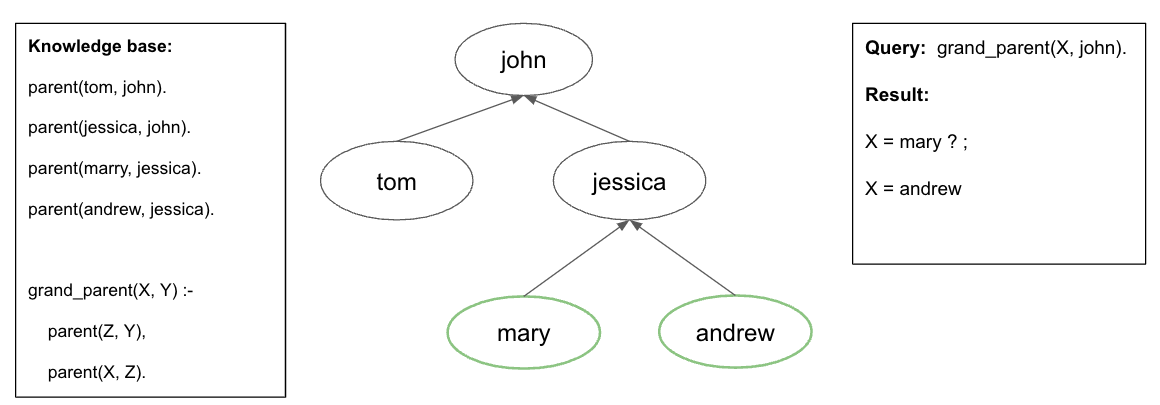 Knowledge base:
parent(tom, john).
parent(jessica, john).
parent(marry, jessica).
parent(andrew, jessica).
grand_parent(X, Y) :-
parent(Z, Y),
parent(X, Z).
john
tom
jessica
mary
andrew
Query: grand_parent(X, john).
Result:
X = mary ? ;
X = andrew